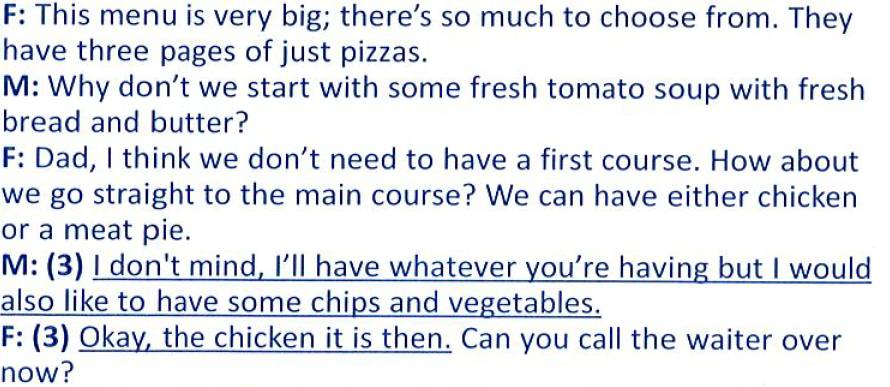 F: This menu is very big; there’s so much to choose from. They
have three pages of just pizzas.
M: Why don’t we start with some fresh tomato soup with fresh
bread and butter?
F: Dad, I think we don’t need to have a first course. How about
we go straight to the main course? We can have either chicken
or a meat pie.
M: (3) I don't mind, I’ll have whatever you’re having but I would
also like to have some chips and vegetables.
F: (3) Okay, the chicken it is then. Can you call the waiter over
now?